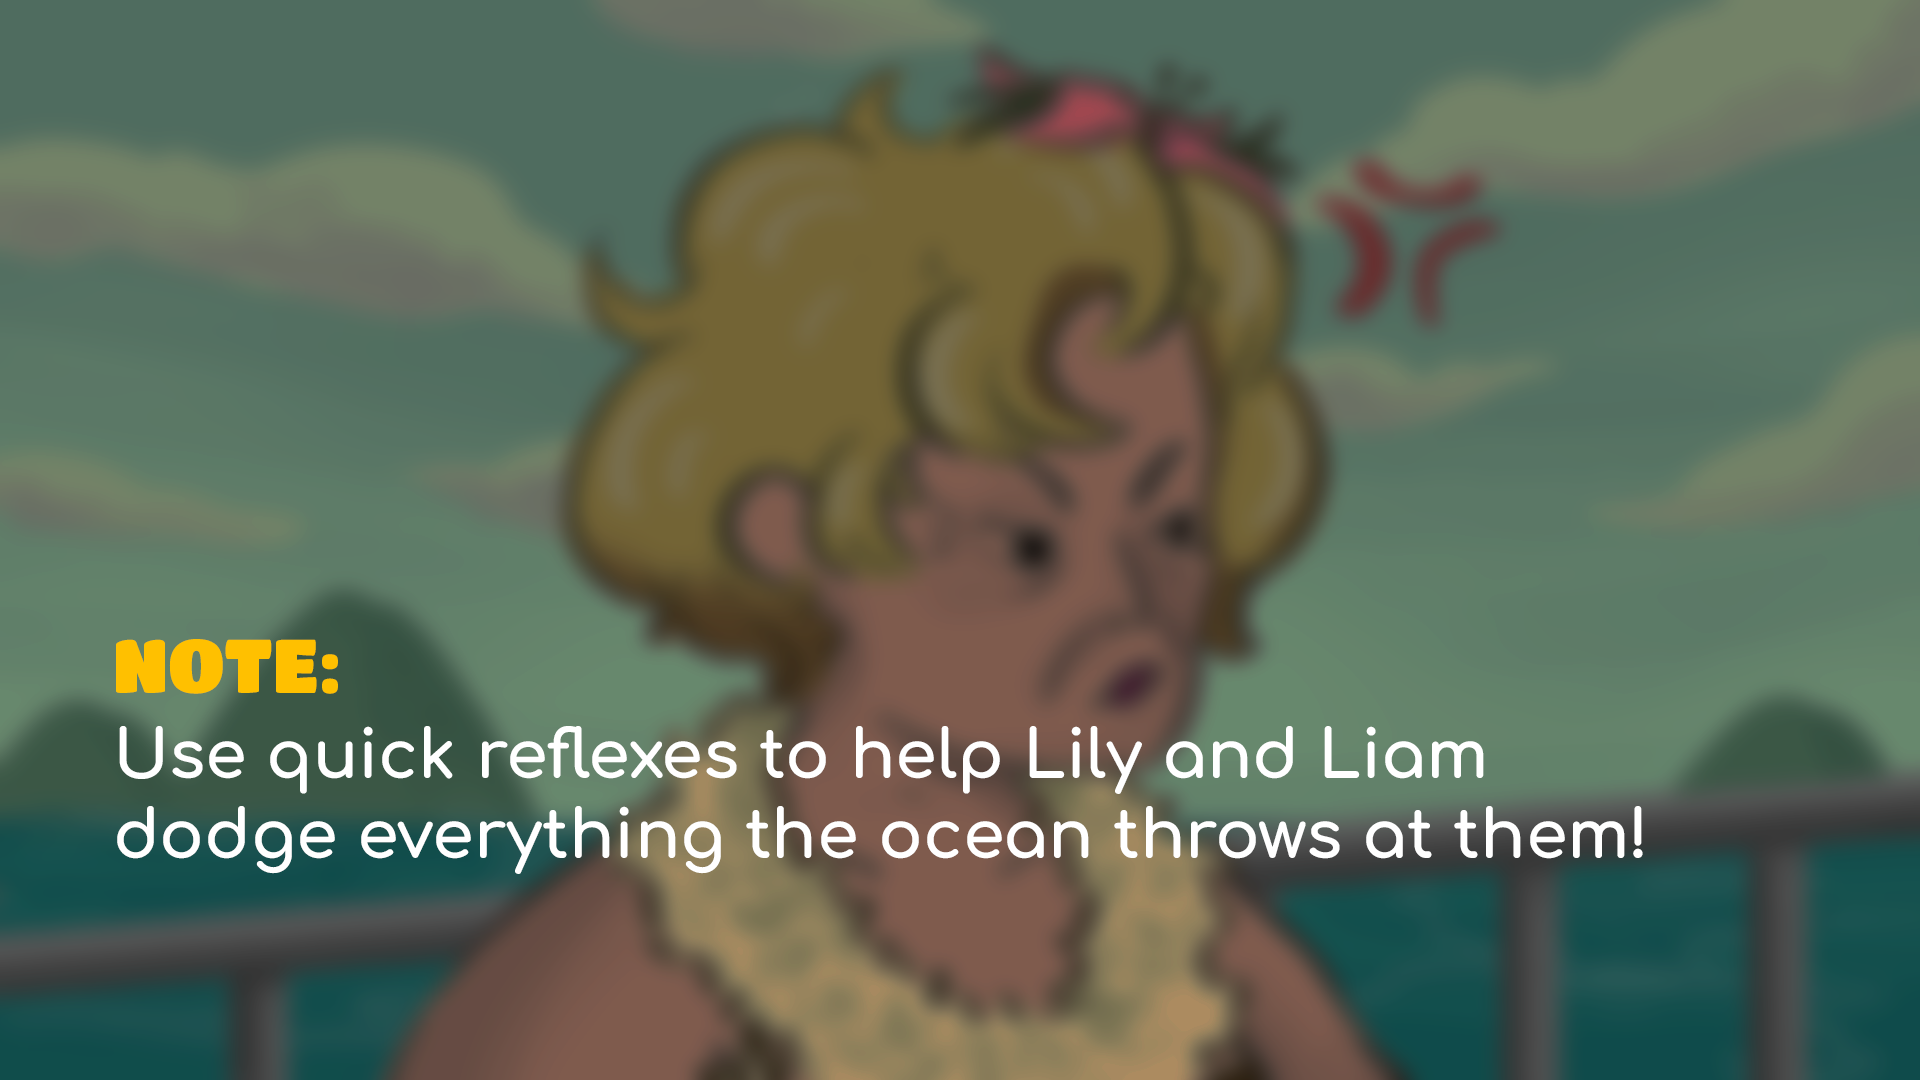 NOTE:
Use quick reflexes to help Lily and Liam
dodge everything the ocean throws at them!